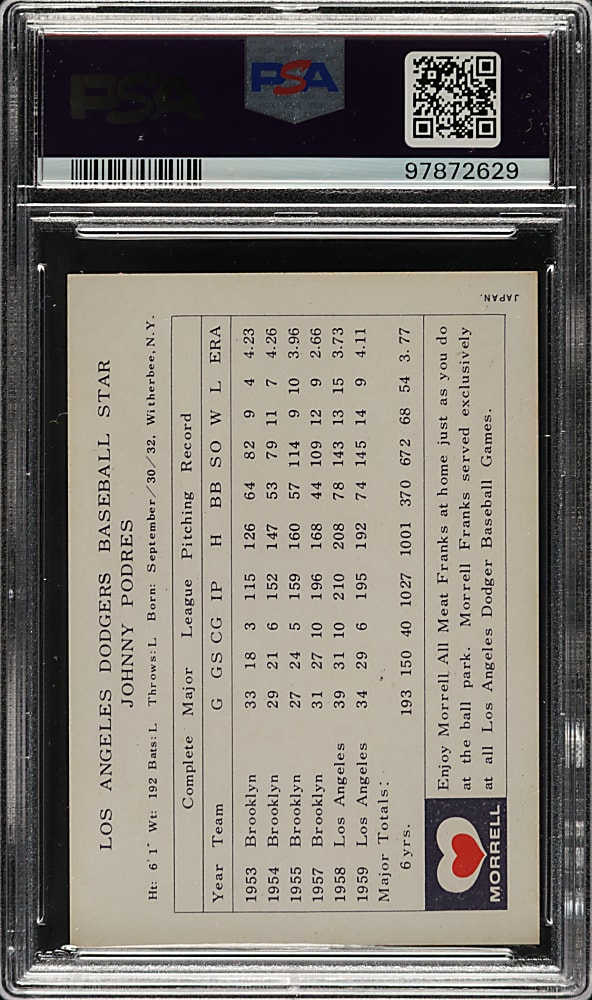 PSA
PSA
97872629
JAPAN.
LOS ANGELES DODGERS BASEBALL STAR
JOHNNY PODRES
Ht: 6'1" Wt: 192 Bats: L Throws: L Born: September/30/32, Witherbee, N.Y.
Complete Major League Pitching Record
Year Team G GS CG IP H BB SO W L ERA
1953 Brooklyn 33 18 3 115 126 64 82 9 4 4.23
1954 Brooklyn 29 21 6 152 147 53 79 11 7 4.26
1955 Brooklyn 27 24 5 159 160 57 114 9 10 3.96
1957 Brooklyn 31 27 10 196 168 44 109 12 9 2.66
1958 Los Angeles 39 31 10 210 208 78 143 13 15 3.73
1959 Los Angeles 34 29 6 195 192 74 145 14 9 4.11
Major Totals:
6 yrs. 193 150 40 1027 1001 370 672 68 54 3.77
Enjoy Morrell All Meat Franks at home just as you do
at the ball park. Morrell Franks served exclusively
at all Los Angeles Dodger Baseball Games.
MORRELL